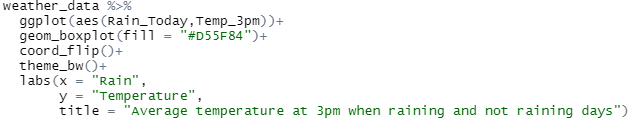 weather_data %>%
  ggplot(aes(Rain_Today,Temp_3pm))+
  geom_boxplot(fill = "#D55F84")+
  coord_flip()+
  theme_bw()+
  labs(x = "Rain",
       y = "Temperature",
       title = "Average temperature at 3pm when raining and not raining days")